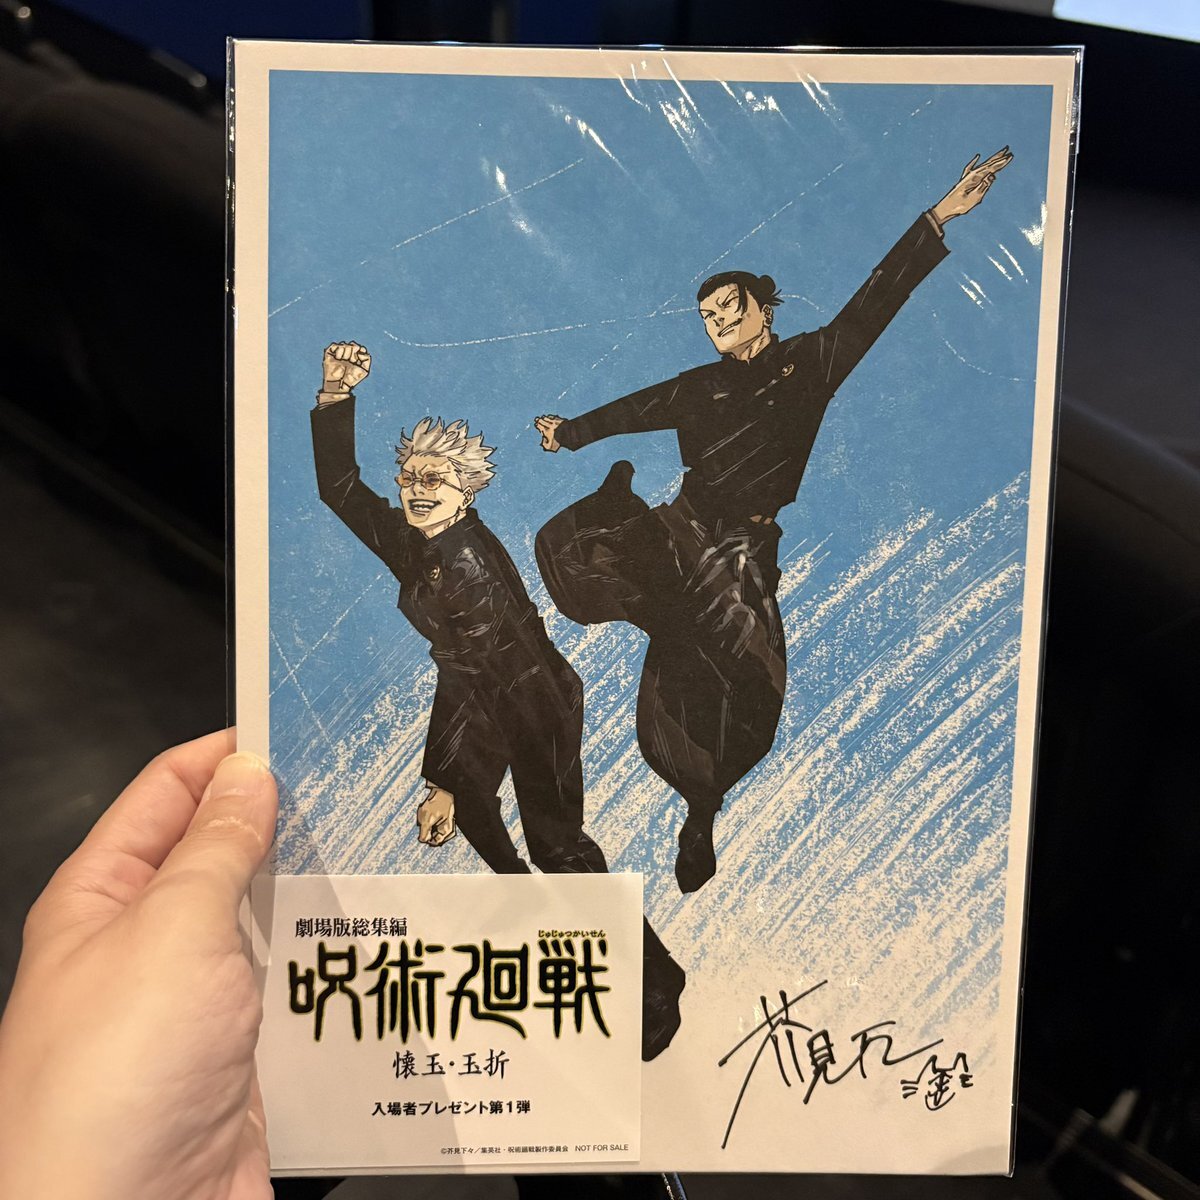 劇場版総集編
じゅじゅつかいせん
呪術廻戦
懐玉・玉折
入場者プレゼント第1弾
©芥見下々／集英社・呪術廻戦製作委員会 NOT FOR SALE
芥見下々